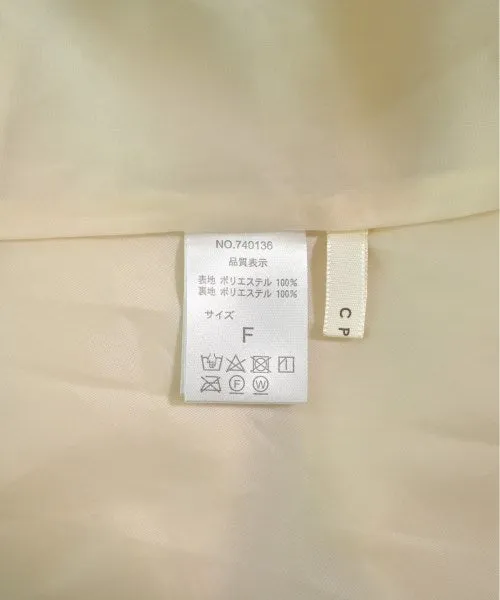 NO.740136
品質表示
表地 ポリエステル 100%
裏地 ポリエステル 100%
サイズ
F
F W
C P